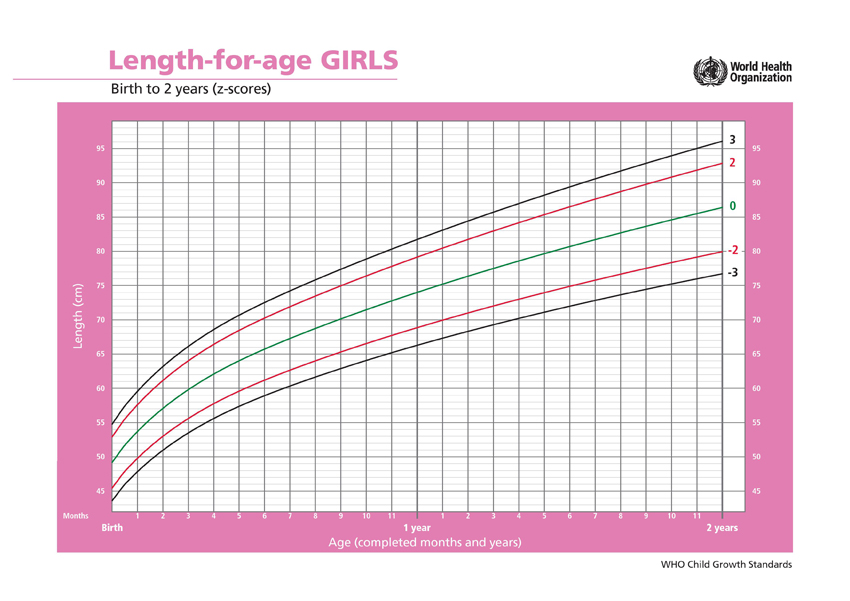 Length-for-age GIRLS
Birth to 2 years (z-scores)
World Health
Organization
3
95 95
2
90 90
0
85 85
-2
80 80
-3
75 75
Length (cm)
70 70
65 65
60 60
55 55
50 50
45 45
Months 1 2 3 4 5 6 7 8 9 10 11 1 2 3 4 5 6 7 8 9 10 11
Birth 1 year 2 years
Age (completed months and years)
WHO Child Growth Standards